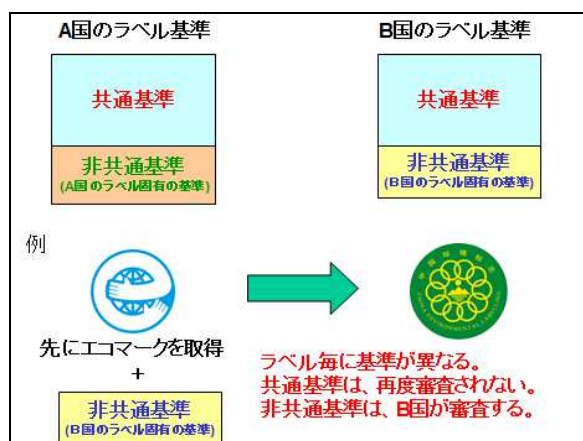 A国のラベル基準
B国のラベル基準
共通基準
共通基準
非共通基準
(A国のラベル固有の基準)
非共通基準
(B国のラベル固有の基準)
例
先にエコマークを取得
+
非共通基準
(B国のラベル固有の基準)
ラベル毎に基準が異なる。
共通基準は、再度審査されない。
非共通基準は、B国が審査する。